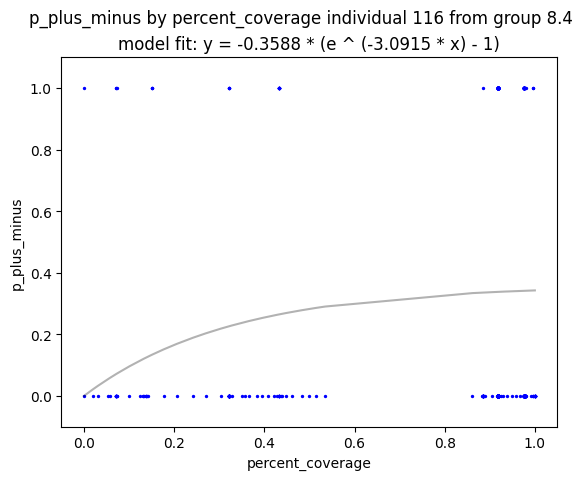 p_plus_minus by percent_coverage individual 116 from group 8.4
model fit: y = -0.3588 * (e ^ (-3.0915 * x) - 1)
1.0
0.8
0.6
0.4
0.2
0.0
p_plus_minus
0.0 0.2 0.4 0.6 0.8 1.0
percent_coverage